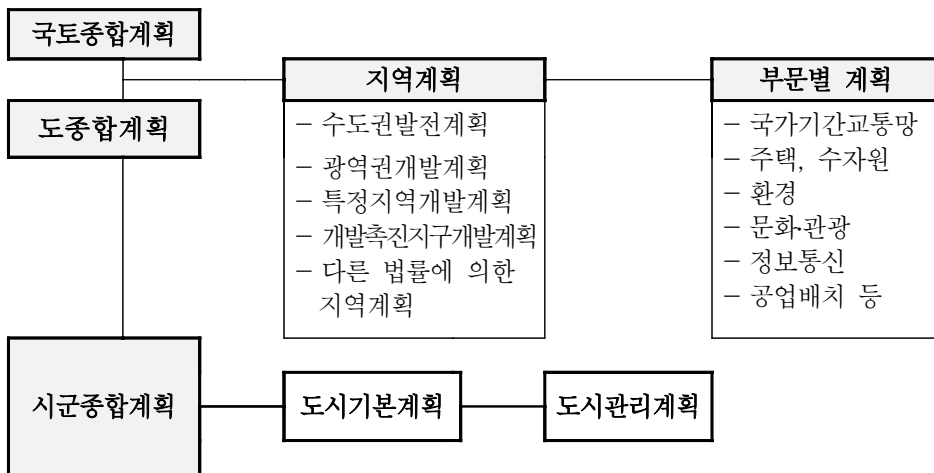 국토종합계획
지역계획
부문별 계획
도종합계획
– 수도권발전계획
– 광역권개발계획
– 특정지역개발계획
– 개발촉진지구개발계획
– 다른 법률에 의한
지역계획
– 국가기간교통망
– 주택, 수자원
– 환경
– 문화·관광
– 정보통신
– 공업배치 등
시군종합계획
도시기본계획
도시관리계획